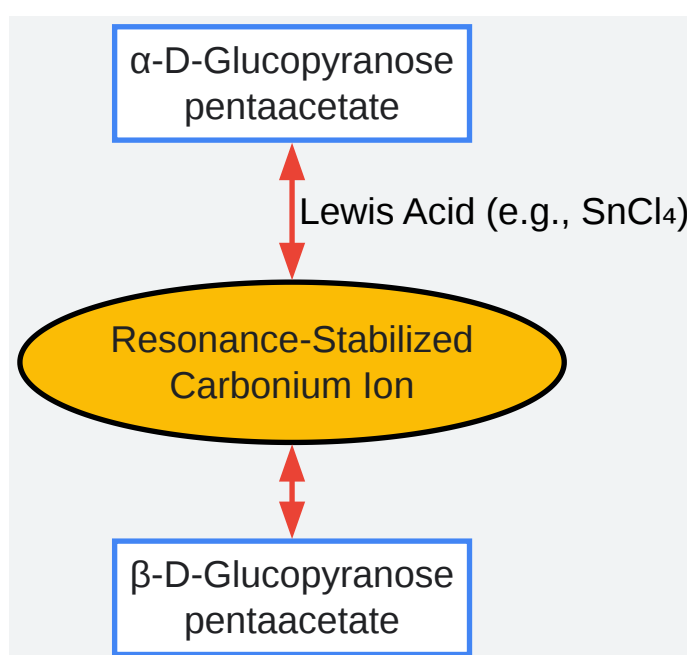 α-D-Glucopyranose
pentaacetate
Lewis Acid (e.g., SnCl₄)
Resonance-Stabilized
Carbonium Ion
β-D-Glucopyranose
pentaacetate